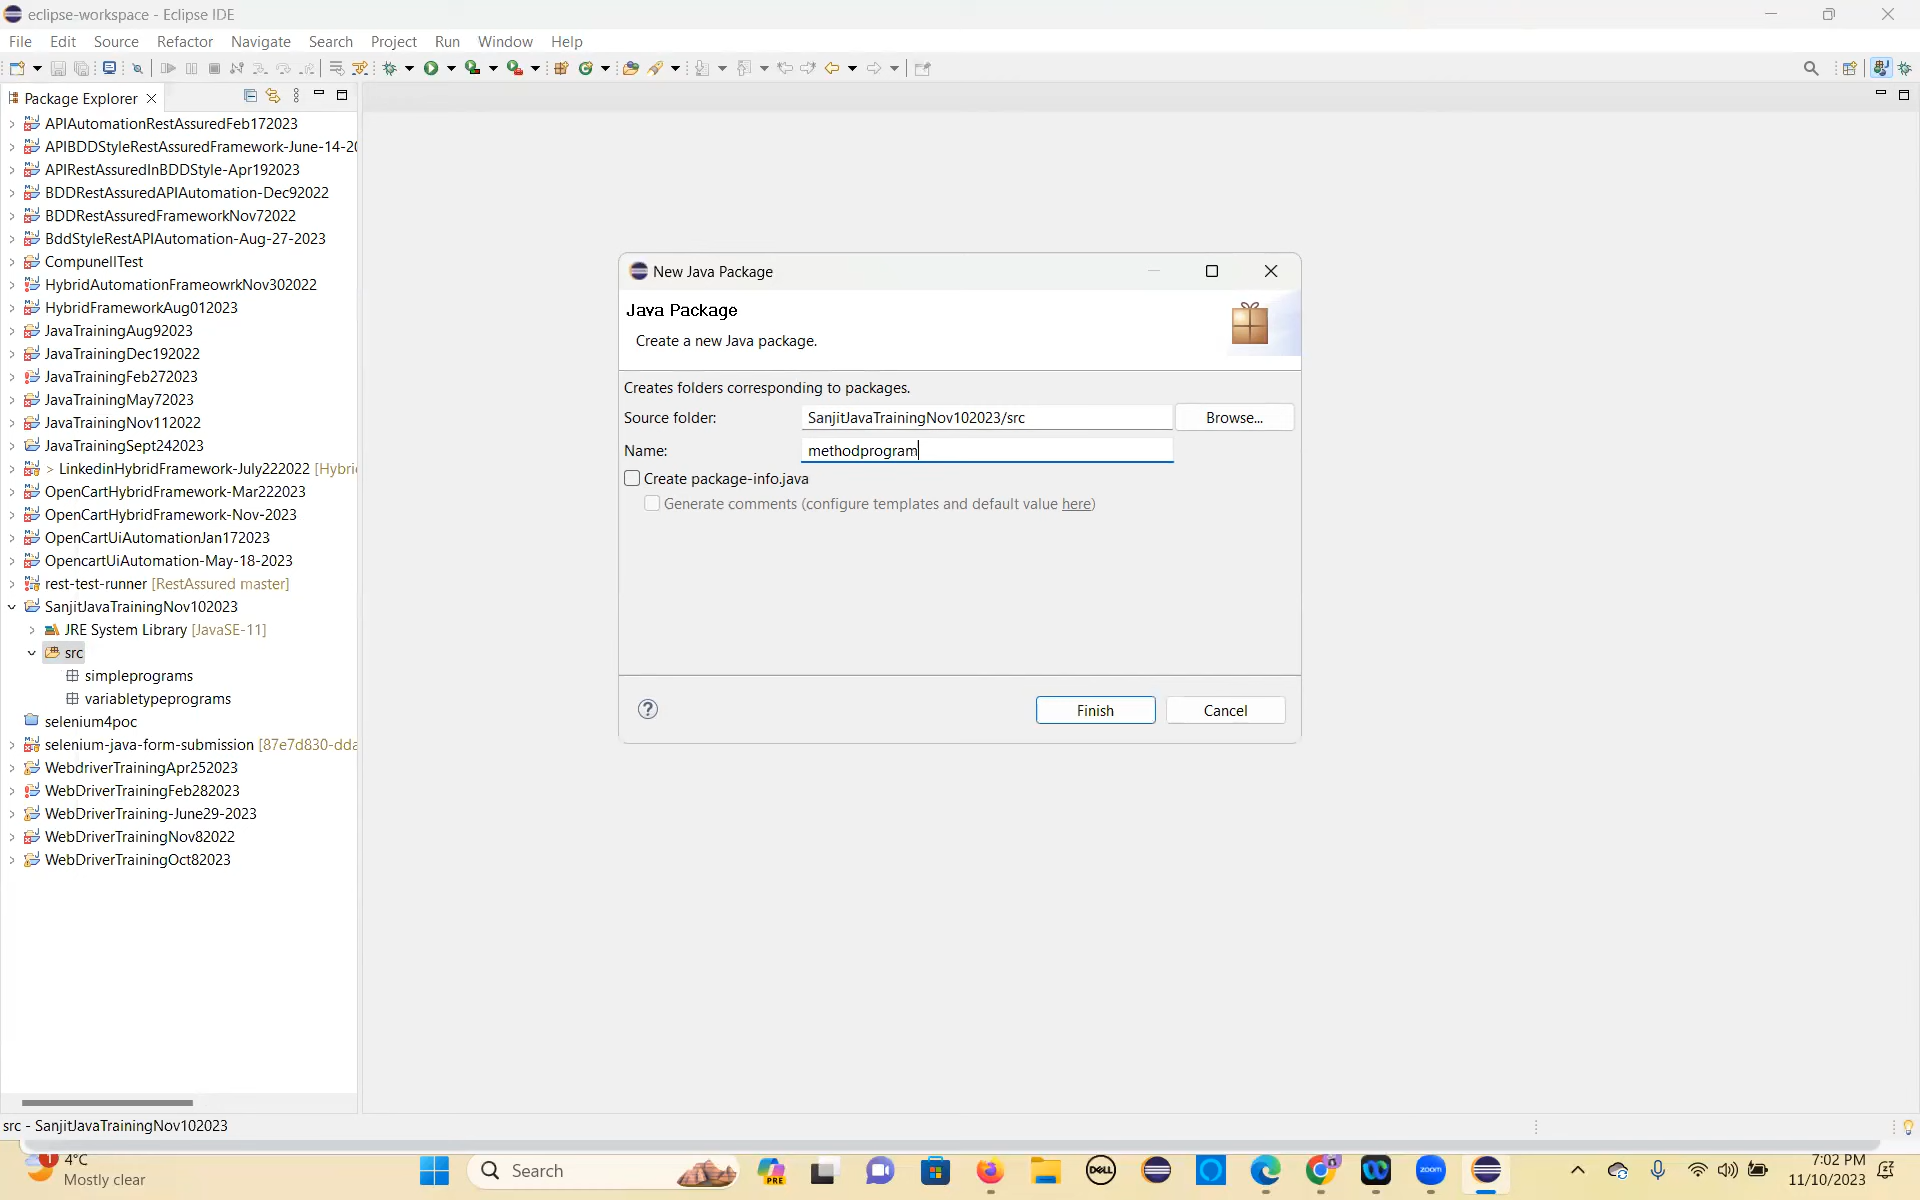 eclipse-workspace - Eclipse IDE
File Edit Source Refactor Navigate Search Project Run Window Help
Package Explorer
APIAutomationRestAssuredFeb172023
APIBDDStyleRestAssuredFramework-June-14-20
APIRestAssuredInBDDStyle-Apr192023
BDDRestAssuredAPIAutomation-Dec92022
BDDRestAssuredFrameworkNov72022
BddStyleRestAPIAutomation-Aug-27-2023
CompunellTest
HybridAutomationFrameowrkNov302022
HybridFrameworkAug012023
JavaTrainingAug92023
JavaTrainingDec192022
JavaTrainingFeb272023
JavaTrainingMay72023
JavaTrainingNov112022
JavaTrainingSept242023
> LinkedinHybridFramework-July222022 [Hybri
OpenCartHybridFramework-Mar222023
OpenCartHybridFramework-Nov-2023
OpenCartUiAutomationJan172023
OpencartUiAutomation-May-18-2023
rest-test-runner [RestAssured master]
SanjitJavaTrainingNov102023
JRE System Library [JavaSE-11]
src
simpleprograms
variabletypeprograms
selenium4poc
selenium-java-form-submission [87e7d830-dda
WebdriverTrainingApr252023
WebDriverTrainingFeb282023
WebDriverTraining-June29-2023
WebDriverTrainingNov82022
WebDriverTrainingOct82023
New Java Package
Java Package
Create a new Java package.
Creates folders corresponding to packages.
Source folder: SanjitJavaTrainingNov102023/src Browse...
Name: methodprogram
Create package-info.java
Generate comments (configure templates and default value here)
? Finish Cancel
src - SanjitJavaTrainingNov102023
1 4°C
Mostly clear
Search
PRE
DELL
zoom
7:02 PM
11/10/2023